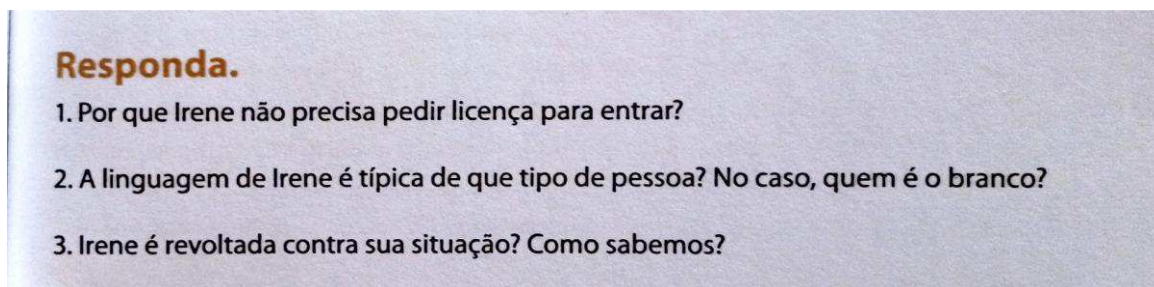 Responda.
1. Por que Irene não precisa pedir licença para entrar?
2. A linguagem de Irene é típica de que tipo de pessoa? No caso, quem é o branco?
3. Irene é revoltada contra sua situação? Como sabemos?